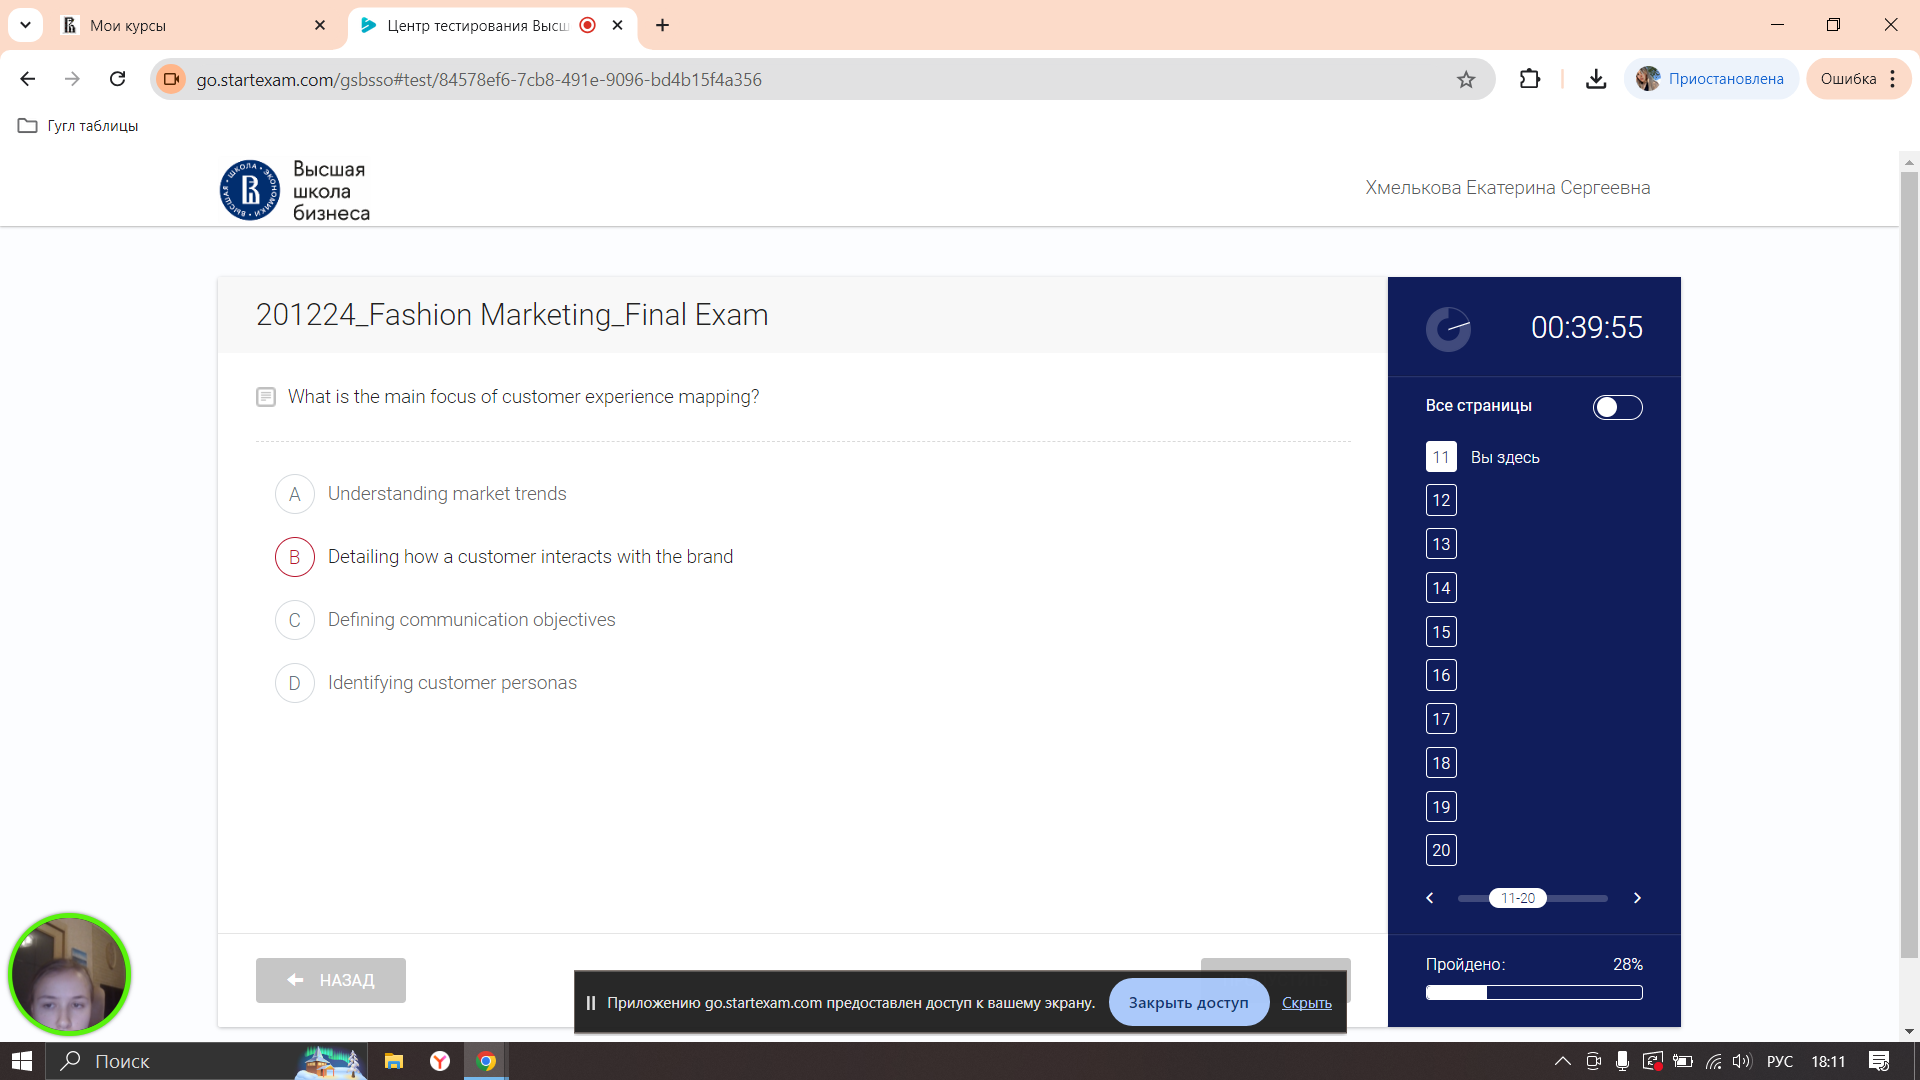 Мои курсы
Центр тестирования Высш
go.startexam.com/gsbsso#test/84578ef6-7cb8-491e-9096-bd4b15f4a356
Приостановлена
Ошибка
Гугл таблицы
Высшая
школа
бизнеса
Хмелькова Екатерина Сергеевна
201224_Fashion Marketing_Final Exam
00:39:55
What is the main focus of customer experience mapping?
A Understanding market trends
B Detailing how a customer interacts with the brand
C Defining communication objectives
D Identifying customer personas
Все страницы
11 Вы здесь
12
13
14
15
16
17
18
19
20
11-20
Пройдено: 28%
НАЗАД
Приложению go.startexam.com предоставлен доступ к вашему экрану.
Закрыть доступ
Скрыть
Поиск
РУС
18:11